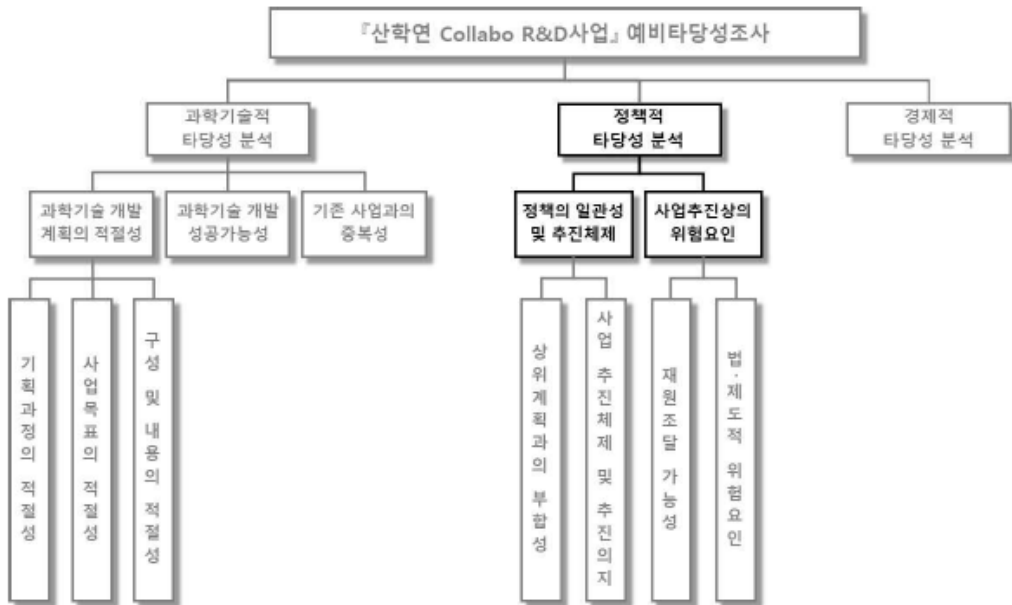 『산학연 Collabo R&D사업』 예비타당성조사
과학기술적
타당성 분석
정책적
타당성 분석
경제적
타당성 분석
과학기술 개발
계획의 적절성
과학기술 개발
성공가능성
기존 사업과의
중복성
정책의 일관성
및 추진체제
사업추진상의
위험요인
기획과정의 적절성
사업목표의 적절성
구성 및 내용의 적절성
상위계획과의 부합성
사업 추진체제 및 추진의지
재원조달 가능성
법·제도적 위험요인